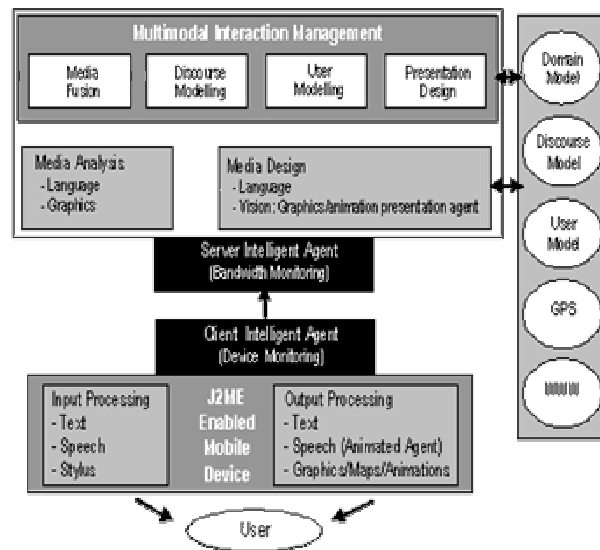 Multimodal Interaction Management
Media
Fusion
Discourse
Modelling
User
Modelling
Presentation
Design
Media Analysis
- Language
- Graphics
Media Design
- Language
- Vision: Graphics/animation presentation agent
Server Intelligent Agent
(Bandwidth Monitoring)
Client Intelligent Agent
(Device Monitoring)
Input Processing
- Text
- Speech
- Stylus
J2ME
Enabled
Mobile
Device
Output Processing
- Text
- Speech (Animated Agent)
- Graphics/Maps/Animations
User
Domain
Model
Discourse
Model
User
Model
GPS
WWW